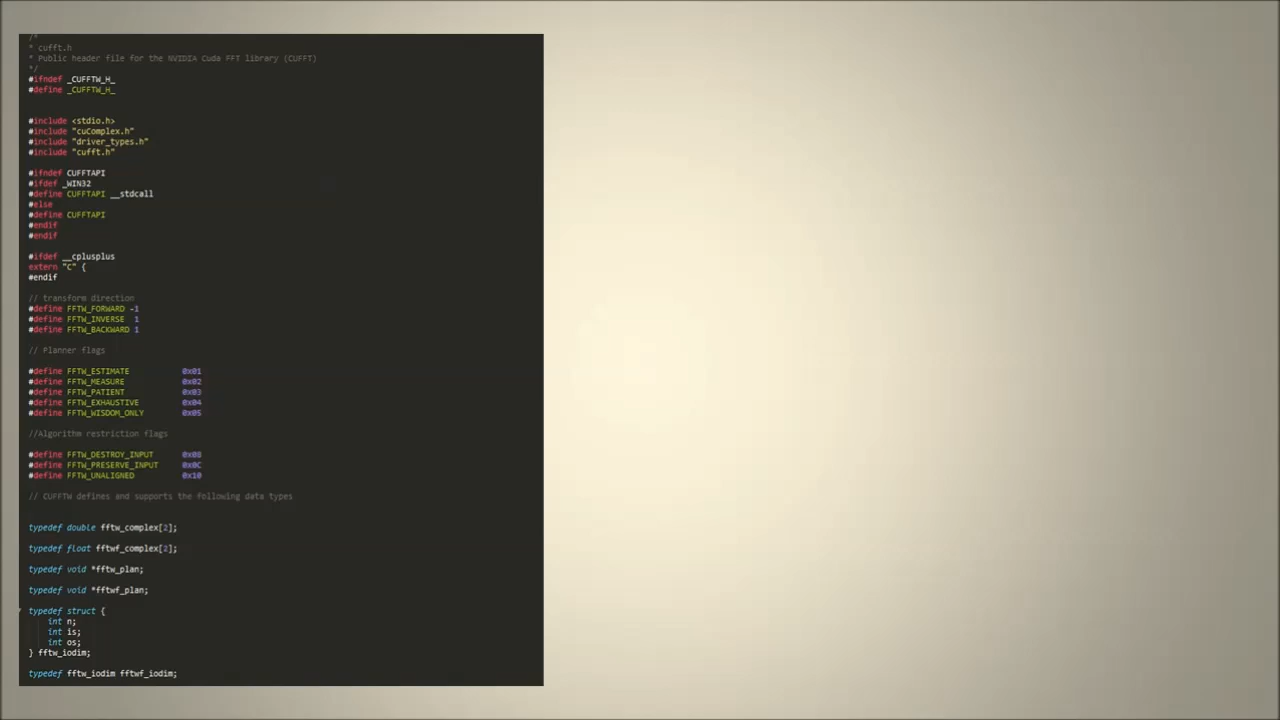 /*
* cufft.h
* Public header file for the NVIDIA Cuda FFT library (CUFFT)
*/
#ifndef _CUFFTW_H_
#define _CUFFTW_H_
#include <stdio.h>
#include "cuComplex.h"
#include "driver_types.h"
#include "cufft.h"
#ifndef CUFFTAPI
#ifdef _WIN32
#define CUFFTAPI __stdcall
#else
#define CUFFTAPI
#endif
#endif
#ifdef __cplusplus
extern "C" {
#endif
// transform direction
#define FFTW_FORWARD -1
#define FFTW_INVERSE 1
#define FFTW_BACKWARD 1
// Planner flags
#define FFTW_ESTIMATE 0x01
#define FFTW_MEASURE 0x02
#define FFTW_PATIENT 0x03
#define FFTW_EXHAUSTIVE 0x04
#define FFTW_WISDOM_ONLY 0x05
//Algorithm restriction flags
#define FFTW_DESTROY_INPUT 0x08
#define FFTW_PRESERVE_INPUT 0x0C
#define FFTW_UNALIGNED 0x10
// CUFFTW defines and supports the following data types
typedef double fftw_complex[2];
typedef float fftwf_complex[2];
typedef void *fftw_plan;
typedef void *fftwf_plan;
typedef struct {
int n;
int is;
int os;
} fftw_iodim;
typedef fftw_iodim fftwf_iodim;